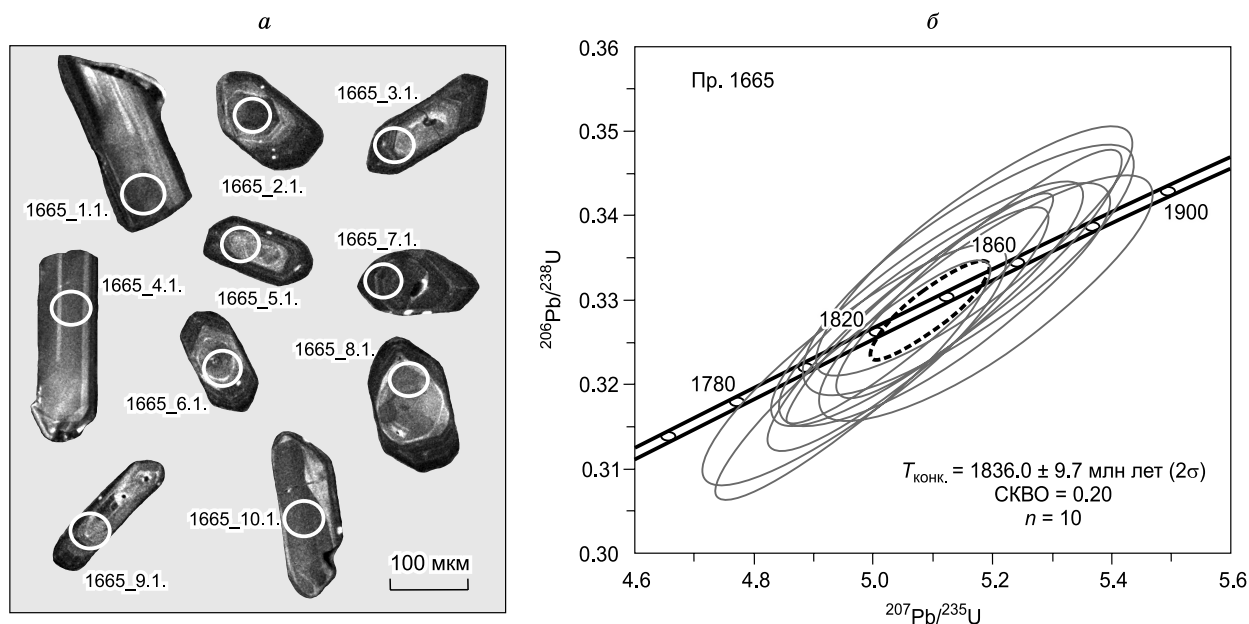 а
1665_1.1.
1665_2.1.
1665_3.1.
1665_4.1.
1665_5.1.
1665_6.1.
1665_7.1.
1665_8.1.
1665_9.1.
1665_10.1.
100 мкм
б
Пр. 1665
0.36
0.35
0.34
0.33
0.32
0.31
0.30
²⁰⁶Pb/²³⁸U
1780
1820
1860
1900
Tконк. = 1836.0 ± 9.7 млн лет (2σ)
СКВО = 0.20
n = 10
4.6 4.8 5.0 5.2 5.4 5.6
²⁰⁷Pb/²³⁵U